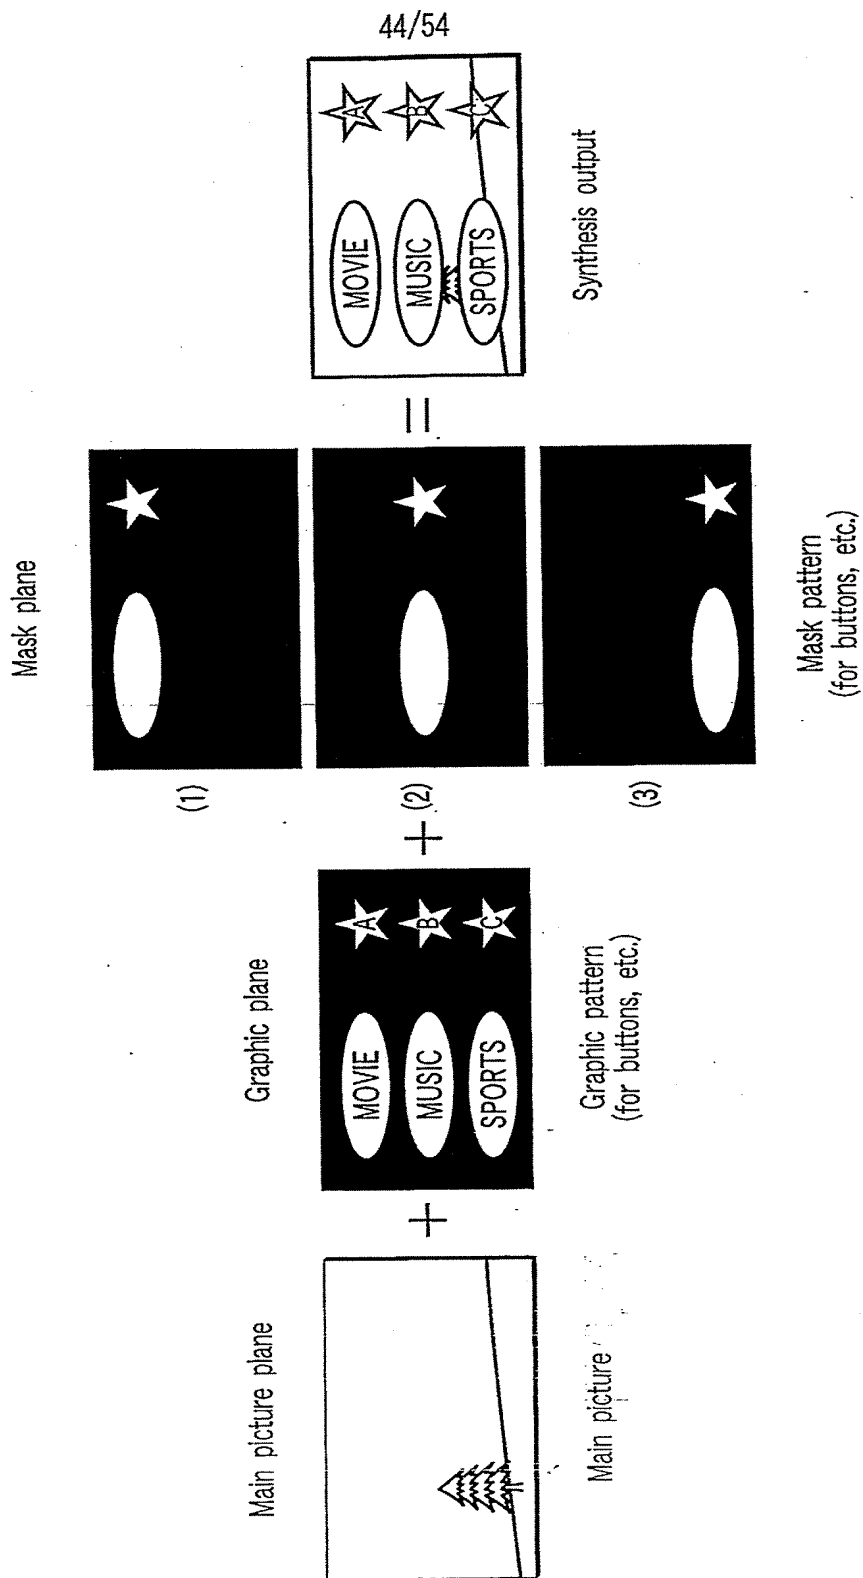 44/54
Main picture plane
Main picture
+
Graphic plane
MOVIE
MUSIC
SPORTS
A
B
C
Graphic pattern
(for buttons, etc.)
+
Mask plane
(1)
(2)
(3)
Mask pattern
(for buttons, etc.)
=
MOVIE
MUSIC
SPORTS
A
B
C
Synthesis output